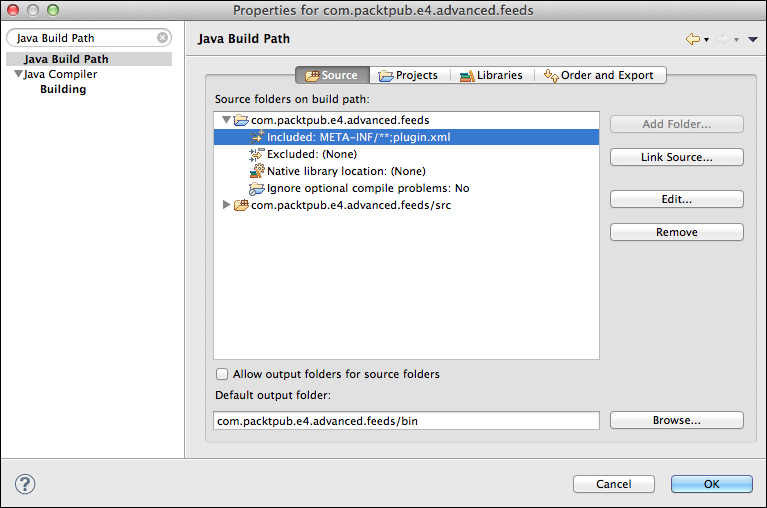 Properties for com.packtpub.e4.advanced.feeds
Java Build Path
Java Build Path
Java Compiler
Building
Java Build Path
Source
Projects
Libraries
Order and Export
Source folders on build path:
com.packtpub.e4.advanced.feeds
Included: META-INF/**;plugin.xml
Excluded: (None)
Native library location: (None)
Ignore optional compile problems: No
com.packtpub.e4.advanced.feeds/src
Add Folder...
Link Source...
Edit...
Remove
Allow output folders for source folders
Default output folder:
com.packtpub.e4.advanced.feeds/bin
Browse...
?
Cancel
OK